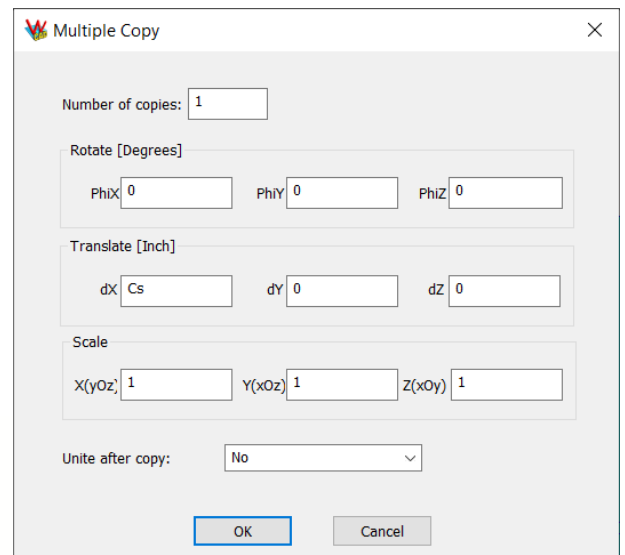 Multiple Copy
Number of copies: 1
Rotate [Degrees]
PhiX 0 PhiY 0 PhiZ 0
Translate [Inch]
dX Cs dY 0 dZ 0
Scale
X(yOz) 1 Y(xOz) 1 Z(xOy) 1
Unite after copy: No
OK Cancel